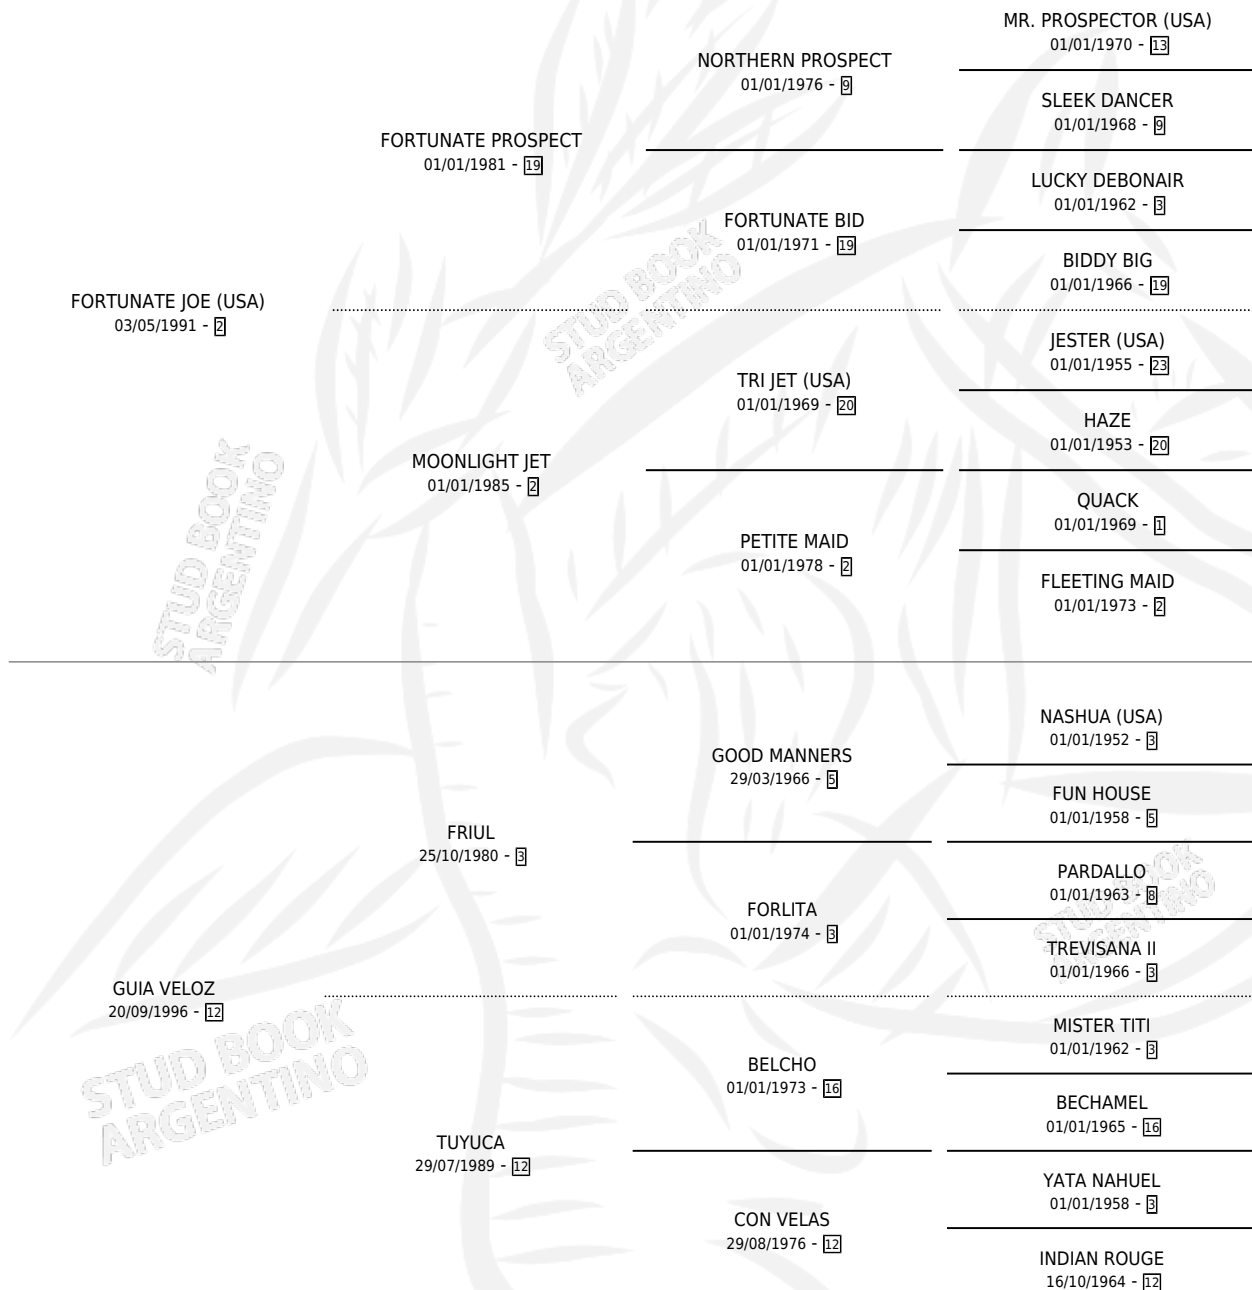 MR. PROSPECTOR (USA)
01/01/1970 - 13
NORTHERN PROSPECT
01/01/1976 - 9
SLEEK DANCER
01/01/1968 - 9
FORTUNATE PROSPECT
01/01/1981 - 19
LUCKY DEBONAIR
01/01/1962 - 3
FORTUNATE BID
01/01/1971 - 19
BIDDY BIG
01/01/1966 - 19
FORTUNATE JOE (USA)
03/05/1991 - 2
JESTER (USA)
01/01/1955 - 23
TRI JET (USA)
01/01/1969 - 20
HAZE
01/01/1953 - 20
MOONLIGHT JET
01/01/1985 - 2
QUACK
01/01/1969 - 1
PETITE MAID
01/01/1978 - 2
FLEETING MAID
01/01/1973 - 2
NASHUA (USA)
01/01/1952 - 3
GOOD MANNERS
29/03/1966 - 5
FUN HOUSE
01/01/1958 - 5
FRIUL
25/10/1980 - 3
PARDALLO
01/01/1963 - 8
FORLITA
01/01/1974 - 3
TREVISANA II
01/01/1966 - 3
GUIA VELOZ
20/09/1996 - 12
MISTER TITI
01/01/1962 - 3
BELCHO
01/01/1973 - 16
BECHAMEL
01/01/1965 - 16
TUYUCA
29/07/1989 - 12
YATA NAHUEL
01/01/1958 - 3
CON VELAS
29/08/1976 - 12
INDIAN ROUGE
16/10/1964 - 12
STUD BOOK
ARGENTINO
STUD BOOK
ARGENTINO
STUD BOOK
ARGENTINO
STUD BOOK
ARGENTINO